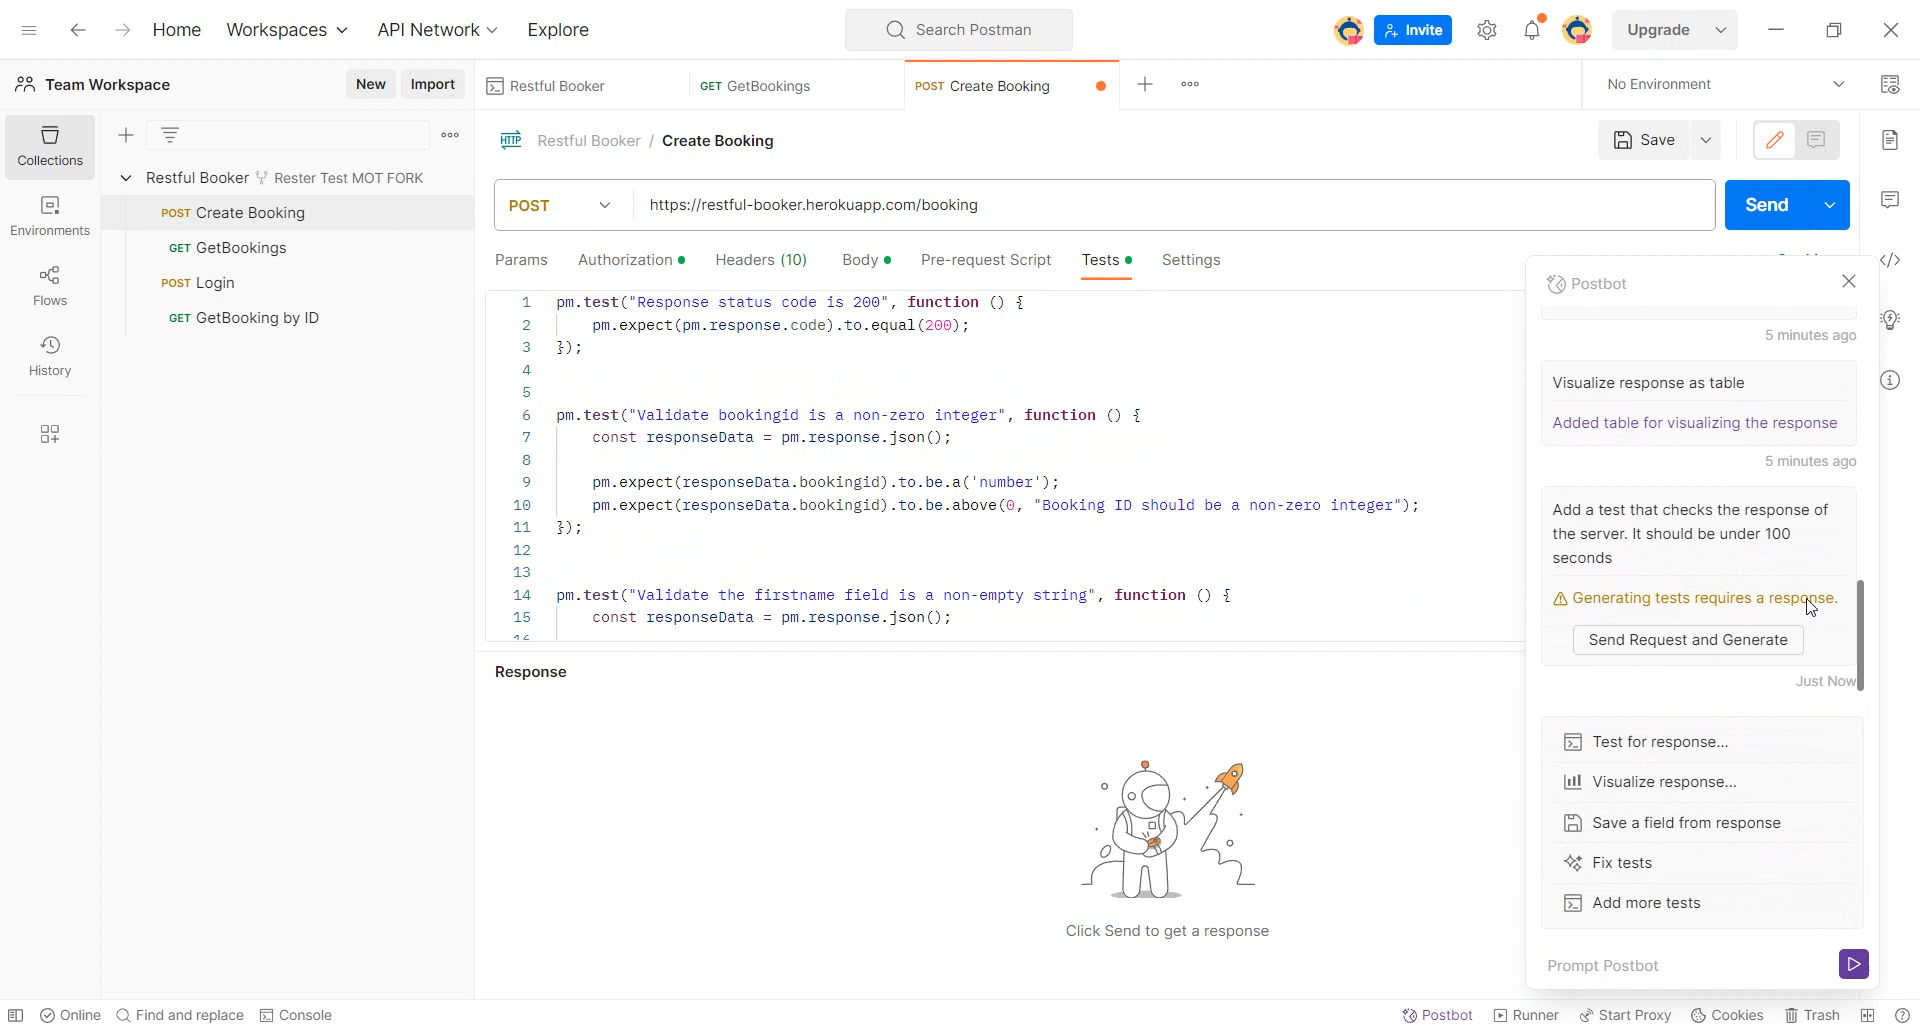 Home Workspaces API Network Explore Search Postman Invite Upgrade
Team Workspace New Import Restful Booker GET GetBookings POST Create Booking No Environment
Collections
Environments
Flows
History
Restful Booker Rester Test MOT FORK
POST Create Booking
GET GetBookings
POST Login
GET GetBooking by ID
HTTP Restful Booker / Create Booking Save
POST https://restful-booker.herokuapp.com/booking Send
Params Authorization Headers (10) Body Pre-request Script Tests Settings
1 pm.test("Response status code is 200", function () {
2 pm.expect(pm.response.code).to.equal(200);
3 });
4
5
6 pm.test("Validate bookingid is a non-zero integer", function () {
7 const responseData = pm.response.json();
8
9 pm.expect(responseData.bookingid).to.be.a('number');
10 pm.expect(responseData.bookingid).to.be.above(0, "Booking ID should be a non-zero integer");
11 });
12
13
14 pm.test("Validate the firstname field is a non-empty string", function () {
15 const responseData = pm.response.json();
Response
Click Send to get a response
Postbot
5 minutes ago
Visualize response as table
Added table for visualizing the response
5 minutes ago
Add a test that checks the response of
the server. It should be under 100
seconds
Generating tests requires a response.
Send Request and Generate
Just Now
Test for response...
Visualize response...
Save a field from response
Fix tests
Add more tests
Prompt Postbot
Online Find and replace Console Postbot Runner Start Proxy Cookies Trash